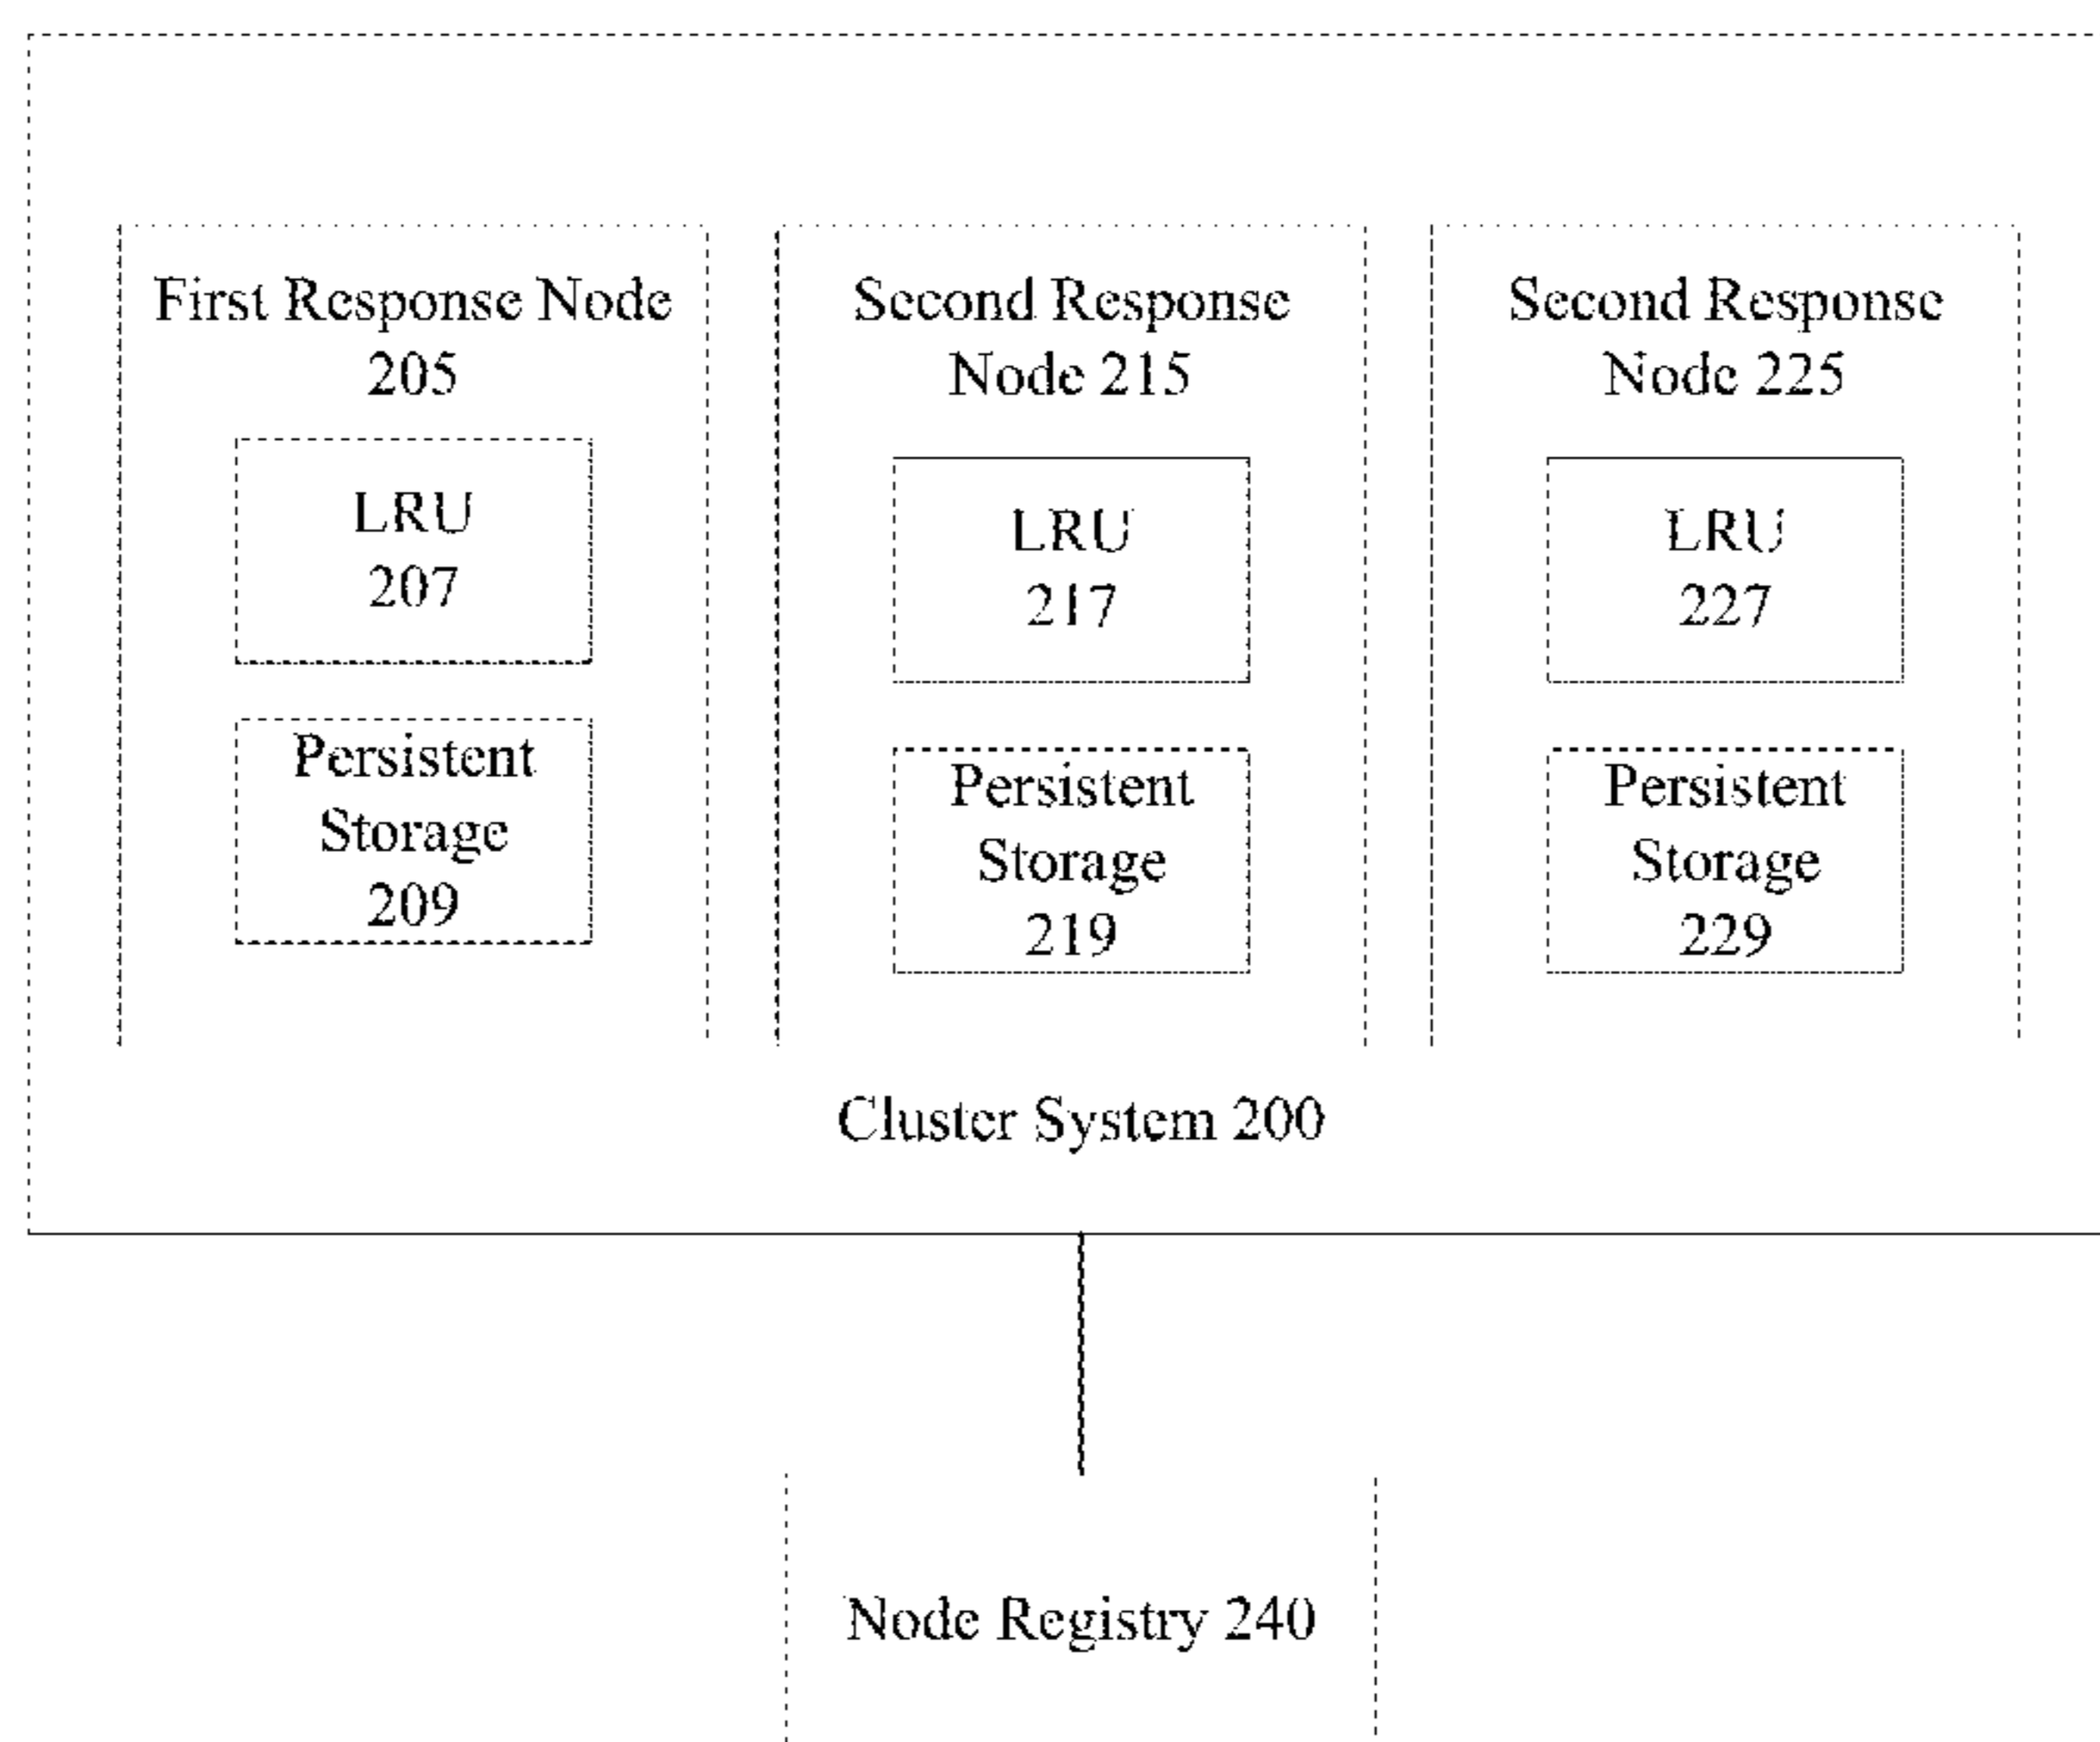 First Response Node
205
LRU
207
Persistent
Storage
209
Second Response
Node 215
LRU
217
Persistent
Storage
219
Second Response
Node 225
LRU
227
Persistent
Storage
229
Cluster System 200
Node Registry 240